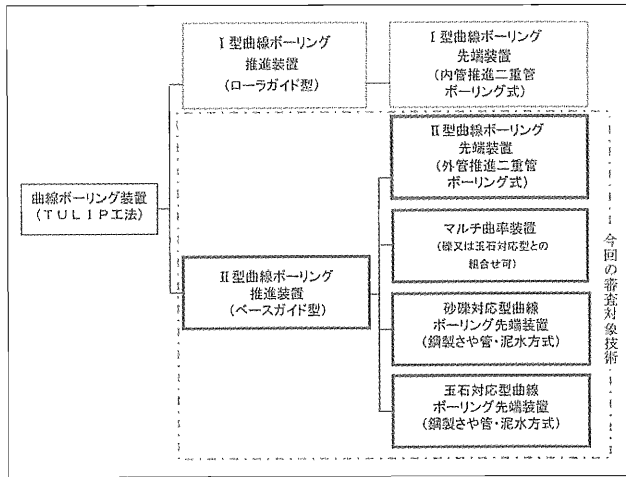 曲線ボーリング装置
(TULIP工法)
Ⅰ型曲線ボーリング
推進装置
(ローラガイド型)
Ⅰ型曲線ボーリング
先端装置
(内管推進二重管
ボーリング式)
Ⅱ型曲線ボーリング
推進装置
(ベースガイド型)
Ⅱ型曲線ボーリング
先端装置
(外管推進二重管
ボーリング式)
マルチ曲率装置
(礫又は玉石対応型との
組合せ可)
砂礫対応型曲線
ボーリング先端装置
(鋼製さや管・泥水方式)
玉石対応型曲線
ボーリング先端装置
(鋼製さや管・泥水方式)
今回の審査対象技術